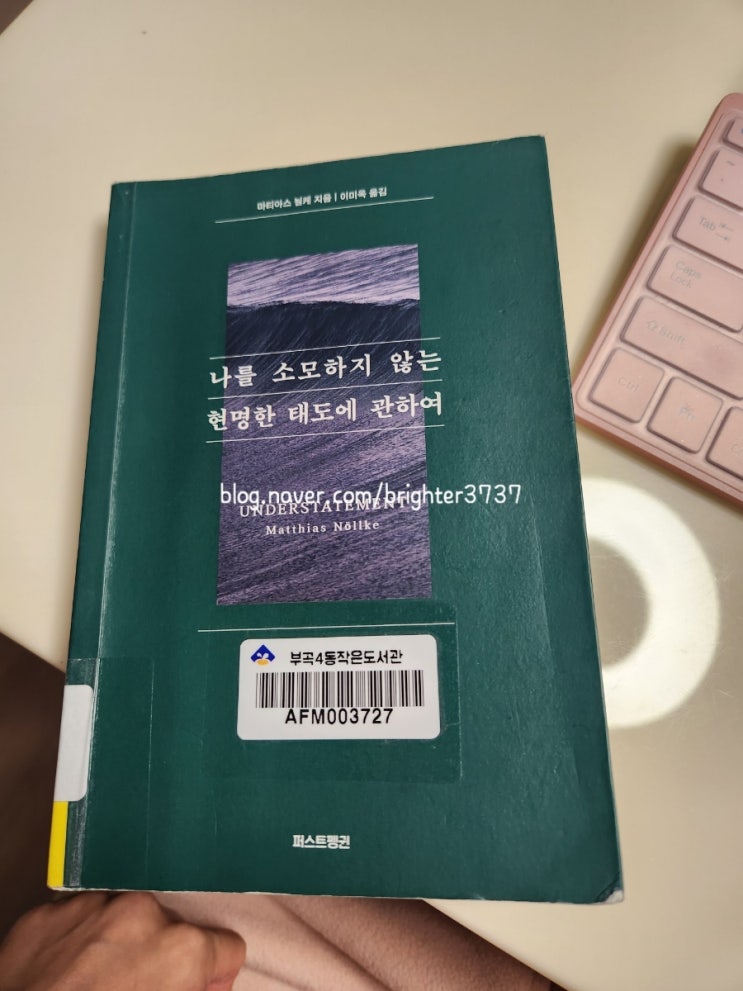 마티아스 뇔케 지음 | 이미옥 옮김
나를 소모하지 않는
현명한 태도에 관하여
blog.naver.com/brighter3737
UNDERSTATEMENT
Matthias Nöllke
부곡4동작은도서관
AFM003727
퍼스트펭귄
Tab
Caps
Lock
Shift
Ctrl
Fn